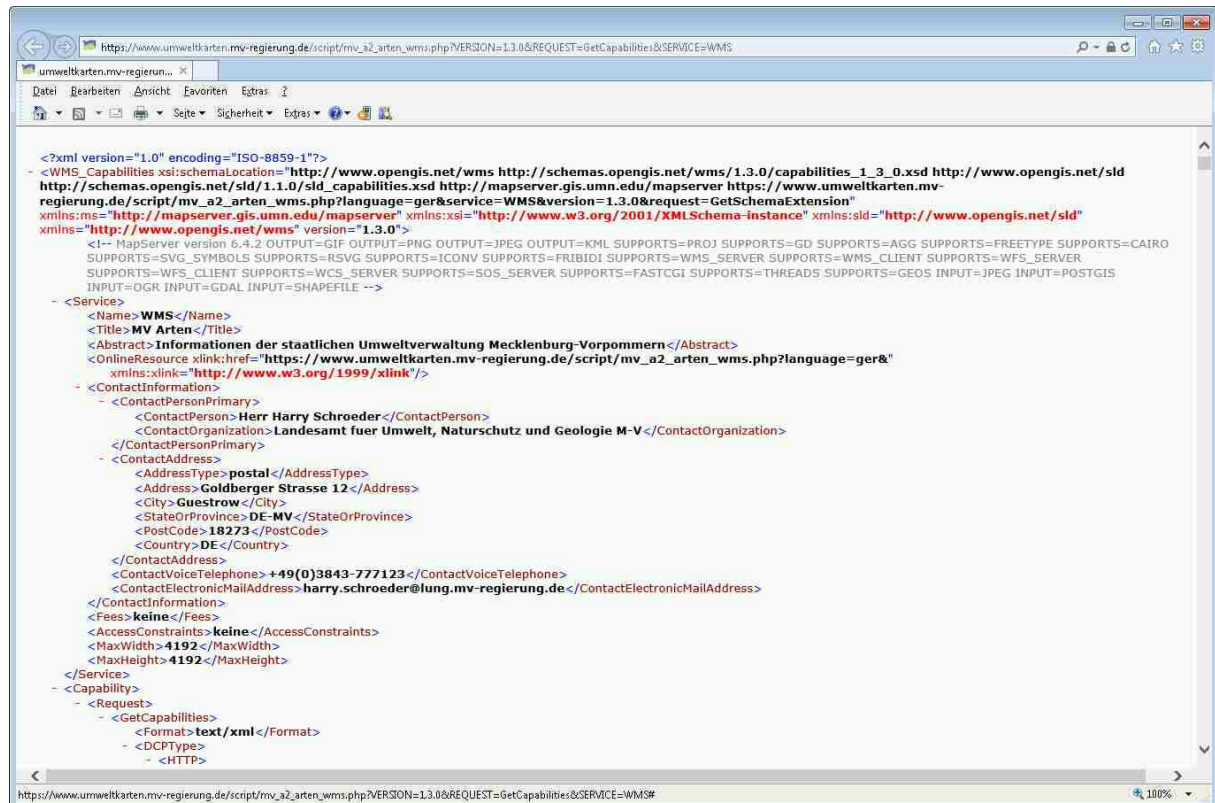 https://www.umweltkarten.mv-regierung.de/script/mv_a2_arten_wms.php?VERSION=1.3.0&REQUEST=GetCapabilities&SERVICE=WMS
umweltkarten.mv-regierun...
Datei Bearbeiten Ansicht Favoriten Extras ?
Seite Sicherheit Extras
<?xml version="1.0" encoding="ISO-8859-1"?>
- <WMS_Capabilities xsi:schemaLocation="http://www.opengis.net/wms http://schemas.opengis.net/wms/1.3.0/capabilities_1_3_0.xsd http://www.opengis.net/sld
http://schemas.opengis.net/sld/1.1.0/sld_capabilities.xsd http://mapserver.gis.umn.edu/mapserver https://www.umweltkarten.mv-
regierung.de/script/mv_a2_arten_wms.php?language=ger&service=WMS&version=1.3.0&request=GetSchemaExtension"
xmlns:ms="http://mapserver.gis.umn.edu/mapserver" xmlns:xsi="http://www.w3.org/2001/XMLSchema-instance" xmlns:sld="http://www.opengis.net/sld"
xmlns="http://www.opengis.net/wms" version="1.3.0">
<!-- MapServer version 6.4.2 OUTPUT=GIF OUTPUT=PNG OUTPUT=JPEG OUTPUT=KML SUPPORTS=PROJ SUPPORTS=GD SUPPORTS=AGG SUPPORTS=FREETYPE SUPPORTS=CAIRO
SUPPORTS=SVG_SYMBOLS SUPPORTS=RSVG SUPPORTS=ICONV SUPPORTS=FRIBIDI SUPPORTS=WMS_SERVER SUPPORTS=WMS_CLIENT SUPPORTS=WFS_SERVER
SUPPORTS=WFS_CLIENT SUPPORTS=WCS_SERVER SUPPORTS=SOS_SERVER SUPPORTS=FASTCGI SUPPORTS=THREADS SUPPORTS=GEOS INPUT=JPEG INPUT=POSTGIS
INPUT=OGR INPUT=GDAL INPUT=SHAPEFILE -->
- <Service>
<Name>WMS</Name>
<Title>MV Arten</Title>
<Abstract>Informationen der staatlichen Umweltverwaltung Mecklenburg-Vorpommern</Abstract>
<OnlineResource xlink:href="https://www.umweltkarten.mv-regierung.de/script/mv_a2_arten_wms.php?language=ger&"
xmlns:xlink="http://www.w3.org/1999/xlink"/>
- <ContactInformation>
- <ContactPersonPrimary>
<ContactPerson>Herr Harry Schroeder</ContactPerson>
<ContactOrganization>Landesamt fuer Umwelt, Naturschutz und Geologie M-V</ContactOrganization>
</ContactPersonPrimary>
- <ContactAddress>
<AddressType>postal</AddressType>
<Address>Goldberger Strasse 12</Address>
<City>Guestrow</City>
<StateOrProvince>DE-MV</StateOrProvince>
<PostCode>18273</PostCode>
<Country>DE</Country>
</ContactAddress>
<ContactVoiceTelephone>+49(0)3843-777123</ContactVoiceTelephone>
<ContactElectronicMailAddress>harry.schroeder@lung.mv-regierung.de</ContactElectronicMailAddress>
</ContactInformation>
<Fees>keine</Fees>
<AccessConstraints>keine</AccessConstraints>
<MaxWidth>4192</MaxWidth>
<MaxHeight>4192</MaxHeight>
</Service>
- <Capability>
- <Request>
- <GetCapabilities>
<Format>text/xml</Format>
- <DCPType>
- <HTTP>
https://www.umweltkarten.mv-regierung.de/script/mv_a2_arten_wms.php?VERSION=1.3.0&REQUEST=GetCapabilities&SERVICE=WMS#
100%